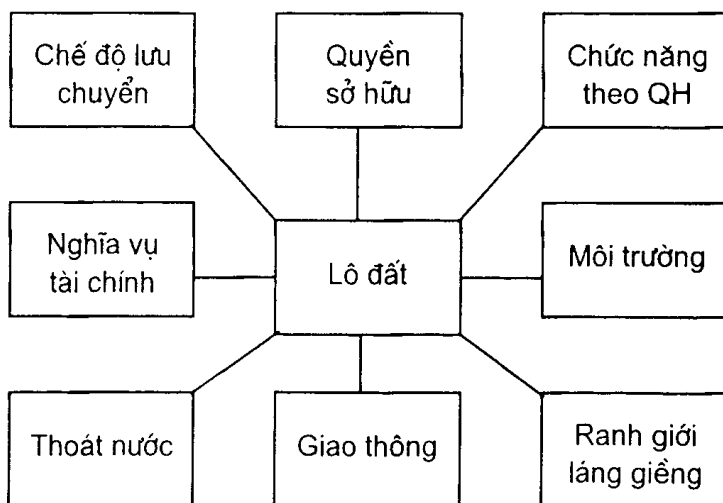 Chế độ lưu
chuyển
Quyền
sở hữu
Chức năng
theo QH
Nghĩa vụ
tài chính
Lô đất
Môi trường
Thoát nước
Giao thông
Ranh giới
láng giềng